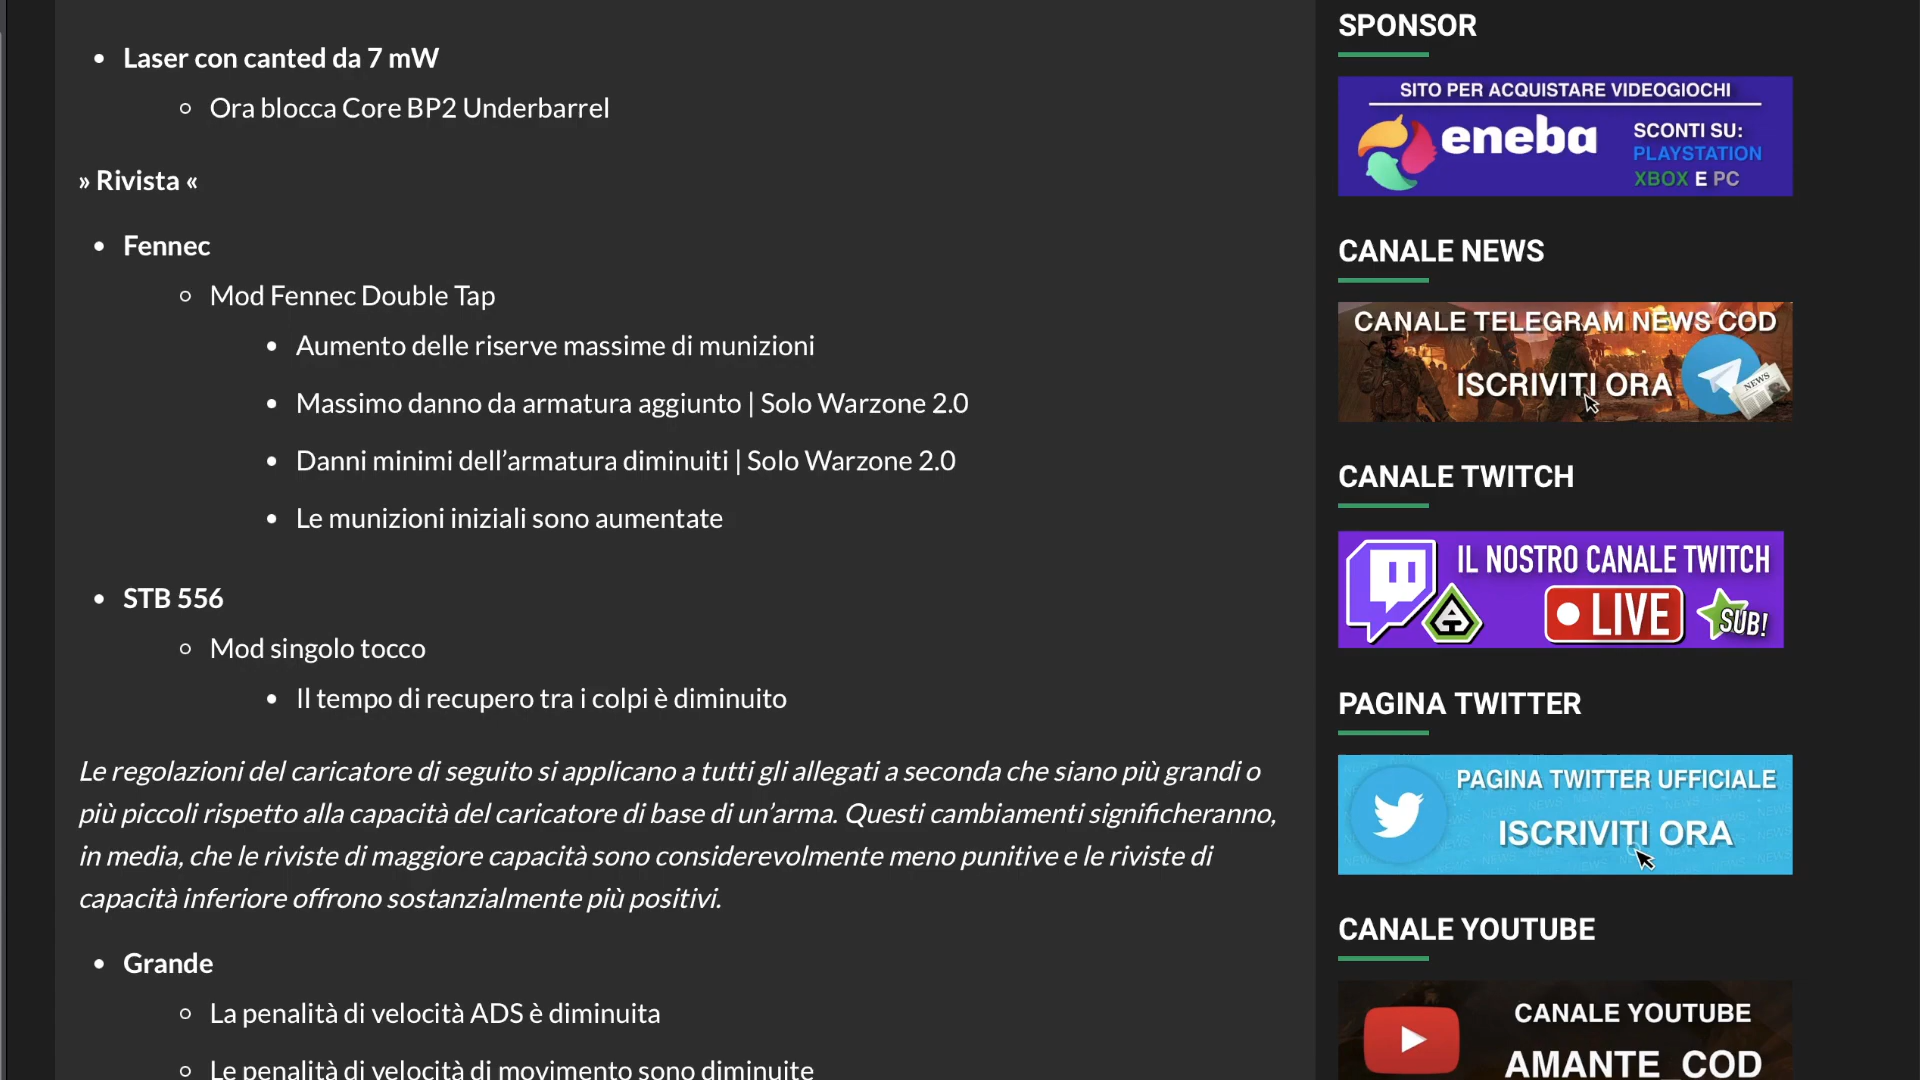 Laser con canted da 7 mW
Ora blocca Core BP2 Underbarrel
» Rivista «
Fennec
Mod Fennec Double Tap
Aumento delle riserve massime di munizioni
Massimo danno da armatura aggiunto | Solo Warzone 2.0
Danni minimi dell’armatura diminuiti | Solo Warzone 2.0
Le munizioni iniziali sono aumentate
STB 556
Mod singolo tocco
Il tempo di recupero tra i colpi è diminuito
Le regolazioni del caricatore di seguito si applicano a tutti gli allegati a seconda che siano più grandi o
più piccoli rispetto alla capacità del caricatore di base di un’arma. Questi cambiamenti significheranno,
in media, che le riviste di maggiore capacità sono considerevolmente meno punitive e le riviste di
capacità inferiore offrono sostanzialmente più positivi.
Grande
La penalità di velocità ADS è diminuita
Le penalità di velocità di movimento sono diminuite
SPONSOR
SITO PER ACQUISTARE VIDEOGIOCHI
eneba
SCONTI SU:
PLAYSTATION
XBOX E PC
CANALE NEWS
CANALE TELEGRAM NEWS COD
ISCRIVITI ORA
NEWS
CANALE TWITCH
IL NOSTRO CANALE TWITCH
LIVE
SUB!
PAGINA TWITTER
PAGINA TWITTER UFFICIALE
ISCRIVITI ORA
CANALE YOUTUBE
CANALE YOUTUBE
AMANTE_COD